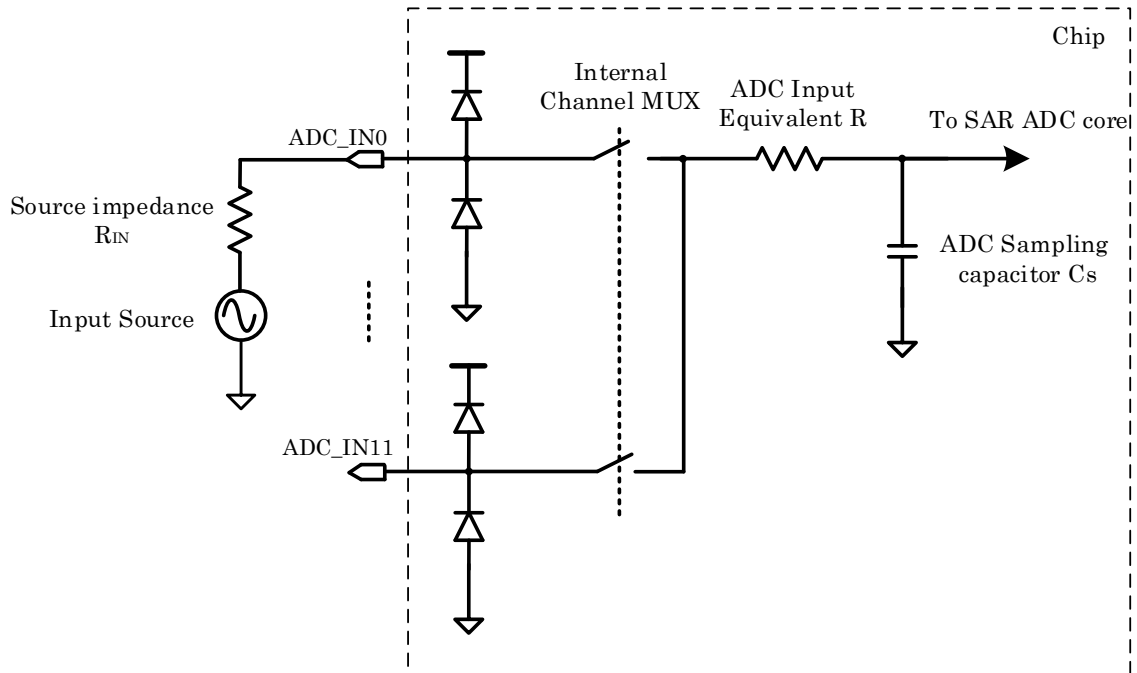 Chip
Internal
Channel MUX
ADC Input
Equivalent R
To SAR ADC core
ADC_IN0
Source impedance
RIN
ADC Sampling
capacitor Cs
Input Source
ADC_IN11